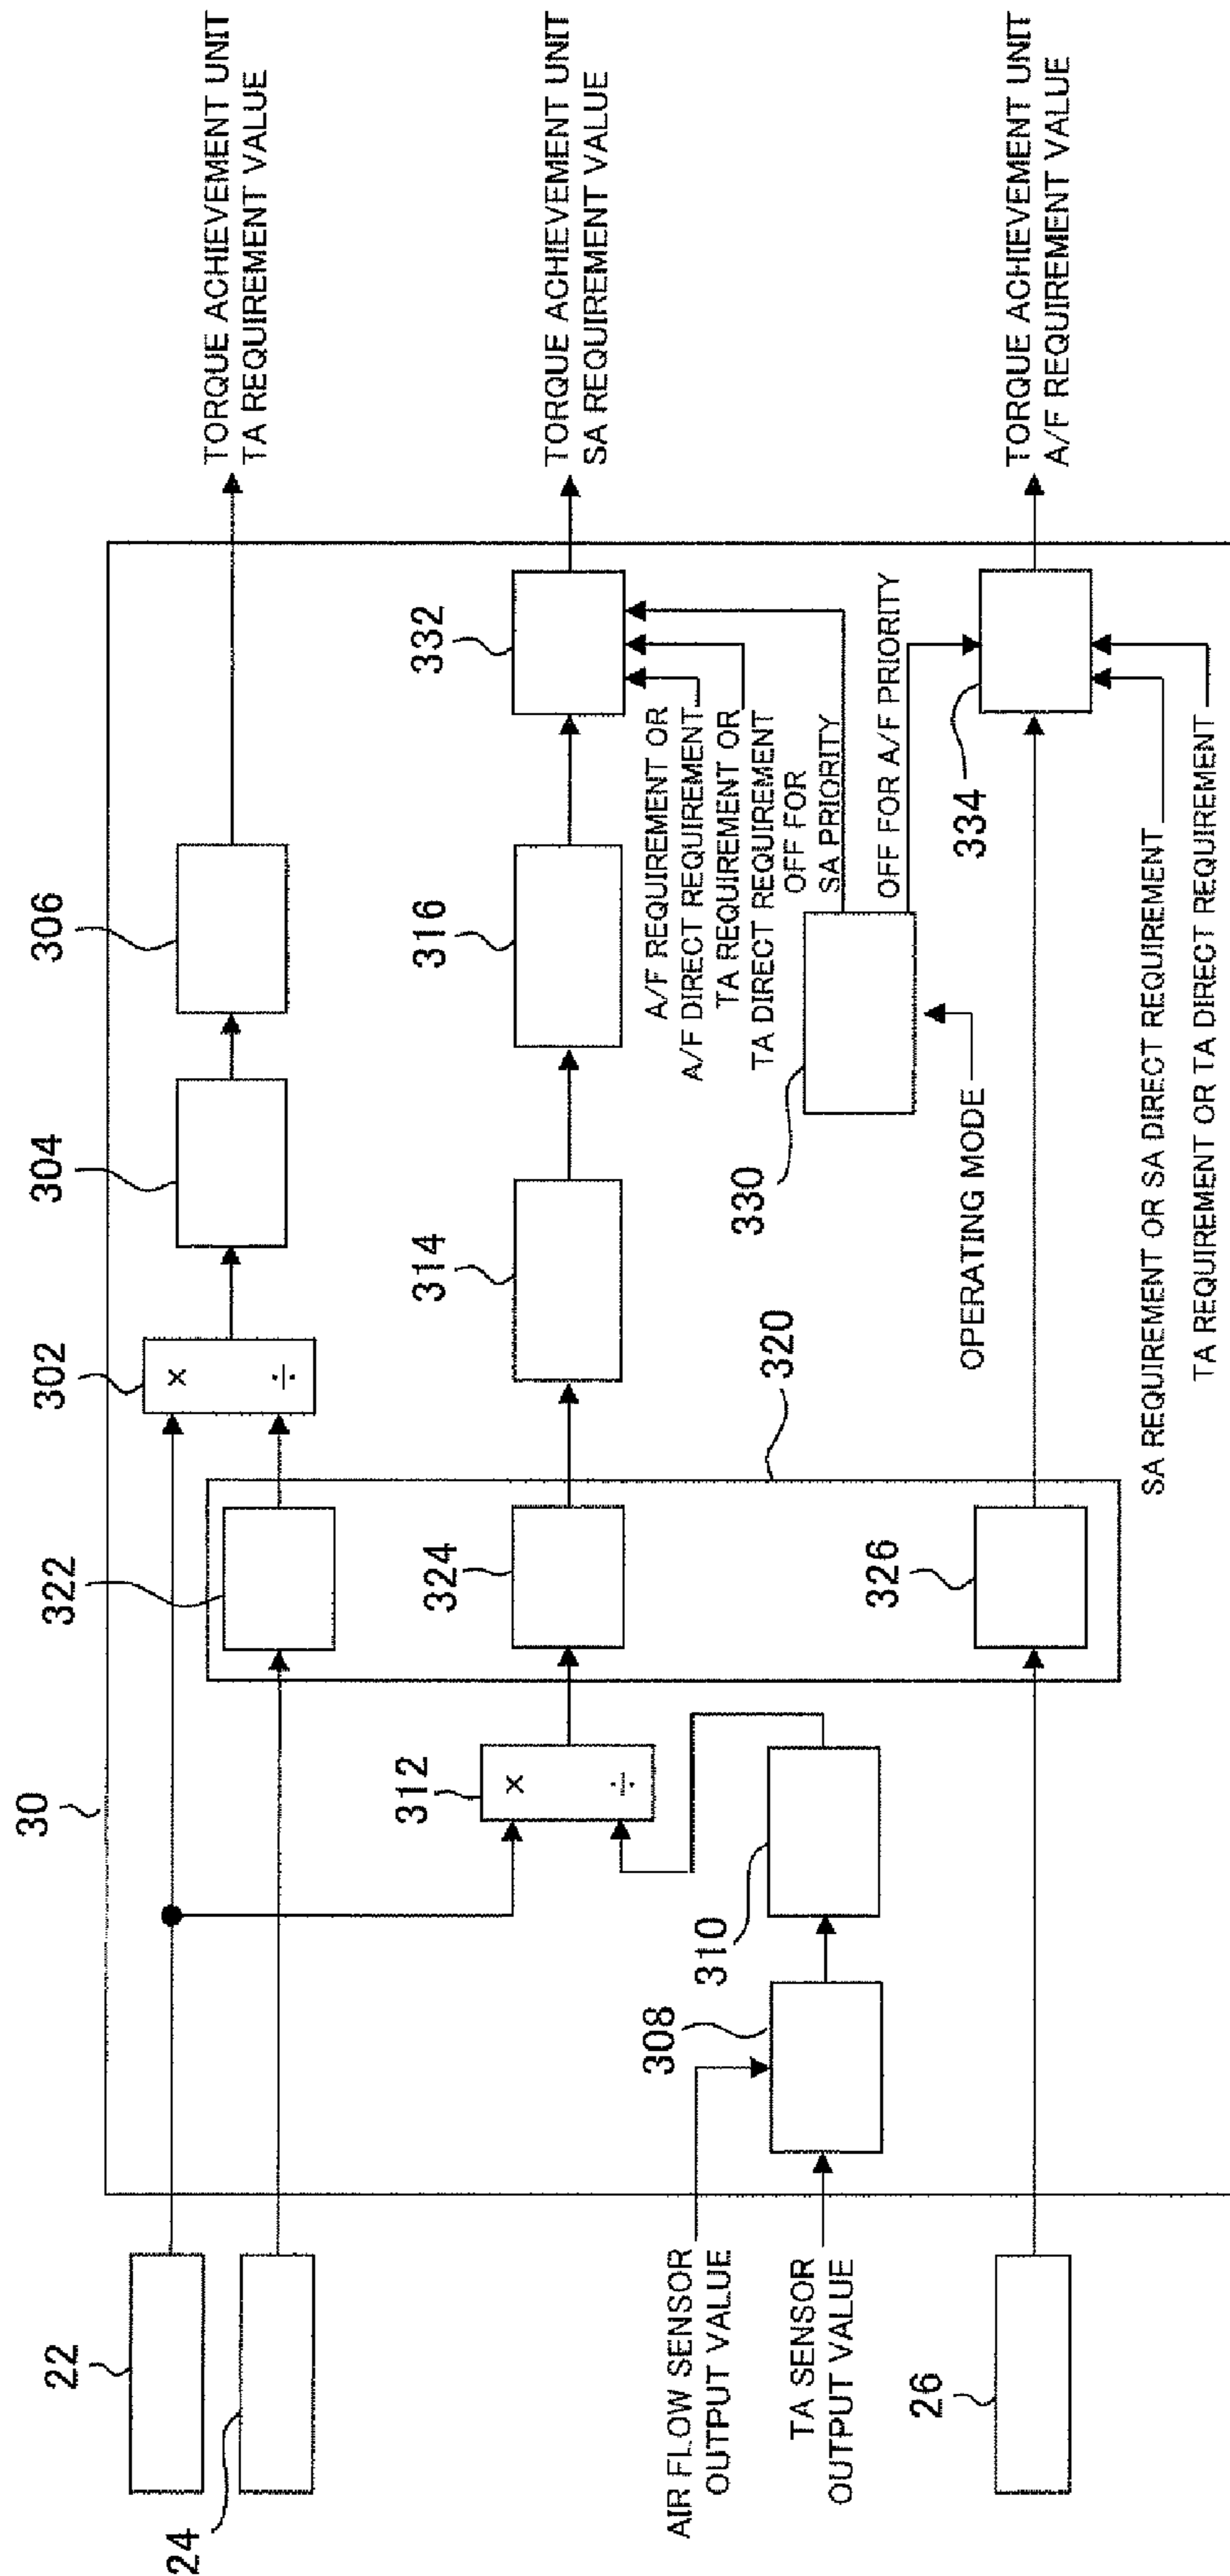 30
22
24
26
AIR FLOW SENSOR
OUTPUT VALUE
TA SENSOR
OUTPUT VALUE
308
310
312
×
÷
320
322
324
326
302
×
÷
304
306
314
316
330
OPERATING MODE
332
A/F REQUIREMENT OR
A/F DIRECT REQUIREMENT
TA REQUIREMENT OR
TA DIRECT REQUIREMENT
OFF FOR
SA PRIORITY
OFF FOR A/F PRIORITY
334
SA REQUIREMENT OR SA DIRECT REQUIREMENT
TA REQUIREMENT OR TA DIRECT REQUIREMENT
TORQUE ACHIEVEMENT UNIT
TA REQUIREMENT VALUE
TORQUE ACHIEVEMENT UNIT
SA REQUIREMENT VALUE
TORQUE ACHIEVEMENT UNIT
A/F REQUIREMENT VALUE